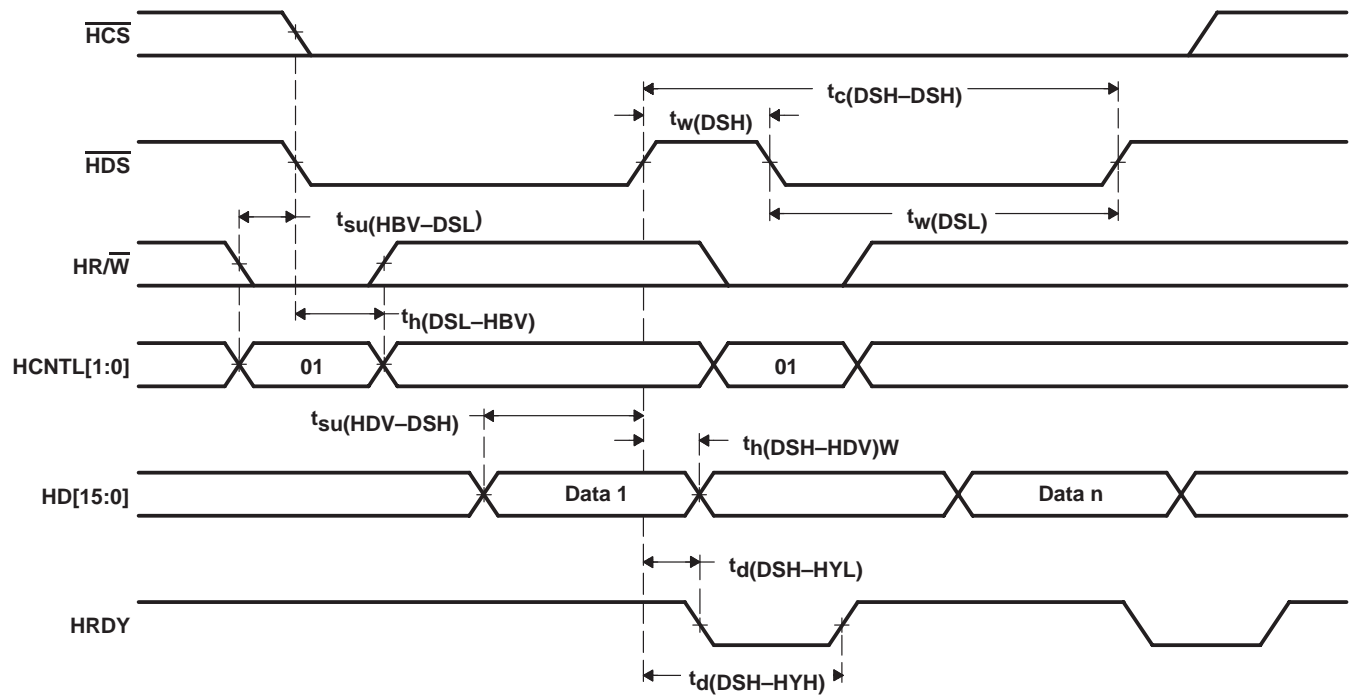 HCS
tc(DSH–DSH)
tw(DSH)
HDS
tsu(HBV–DSL)
tw(DSL)
HR/W
th(DSL–HBV)
HCNTL[1:0]
01
01
tsu(HDV–DSH)
th(DSH–HDV)W
HD[15:0]
Data 1
Data n
td(DSH–HYL)
HRDY
td(DSH–HYH)